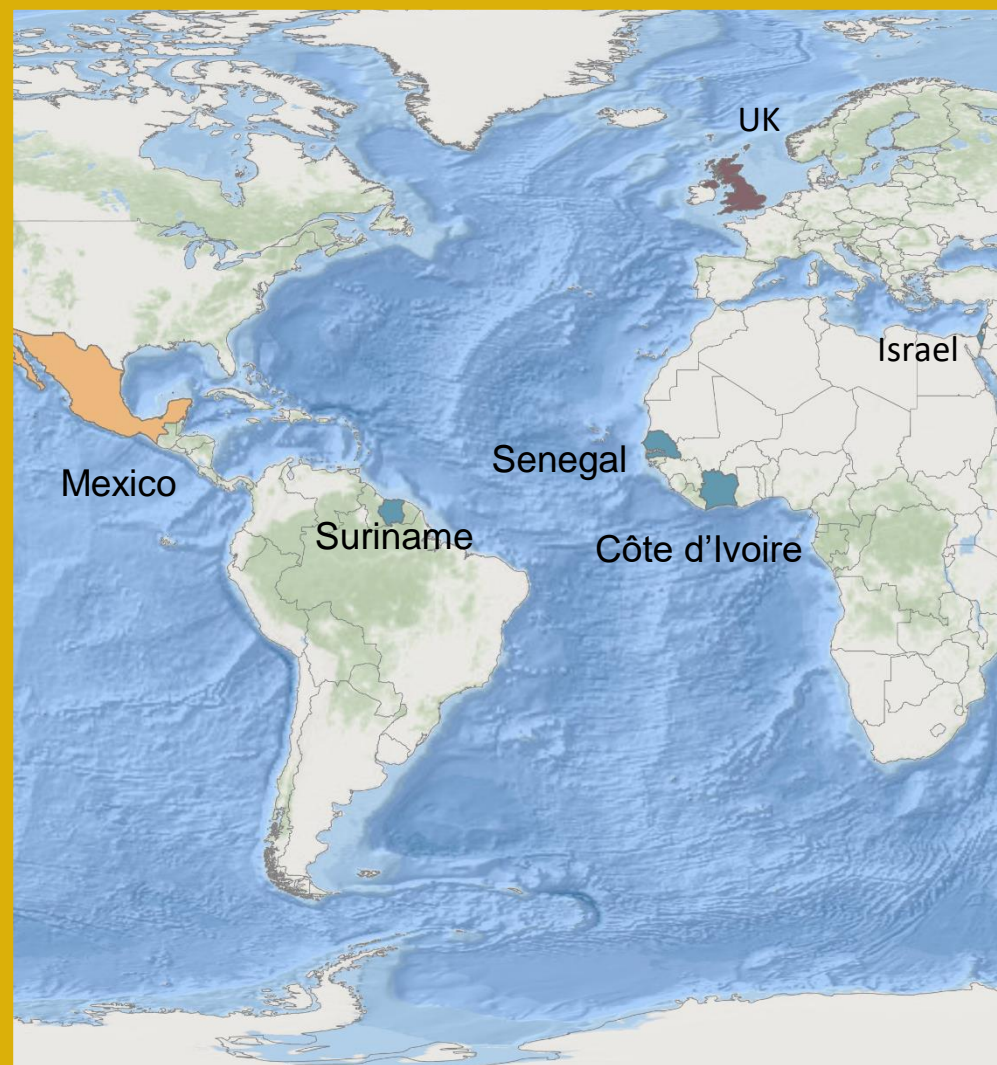 UK
Israel
Senegal
Mexico
Suriname
Côte d’Ivoire